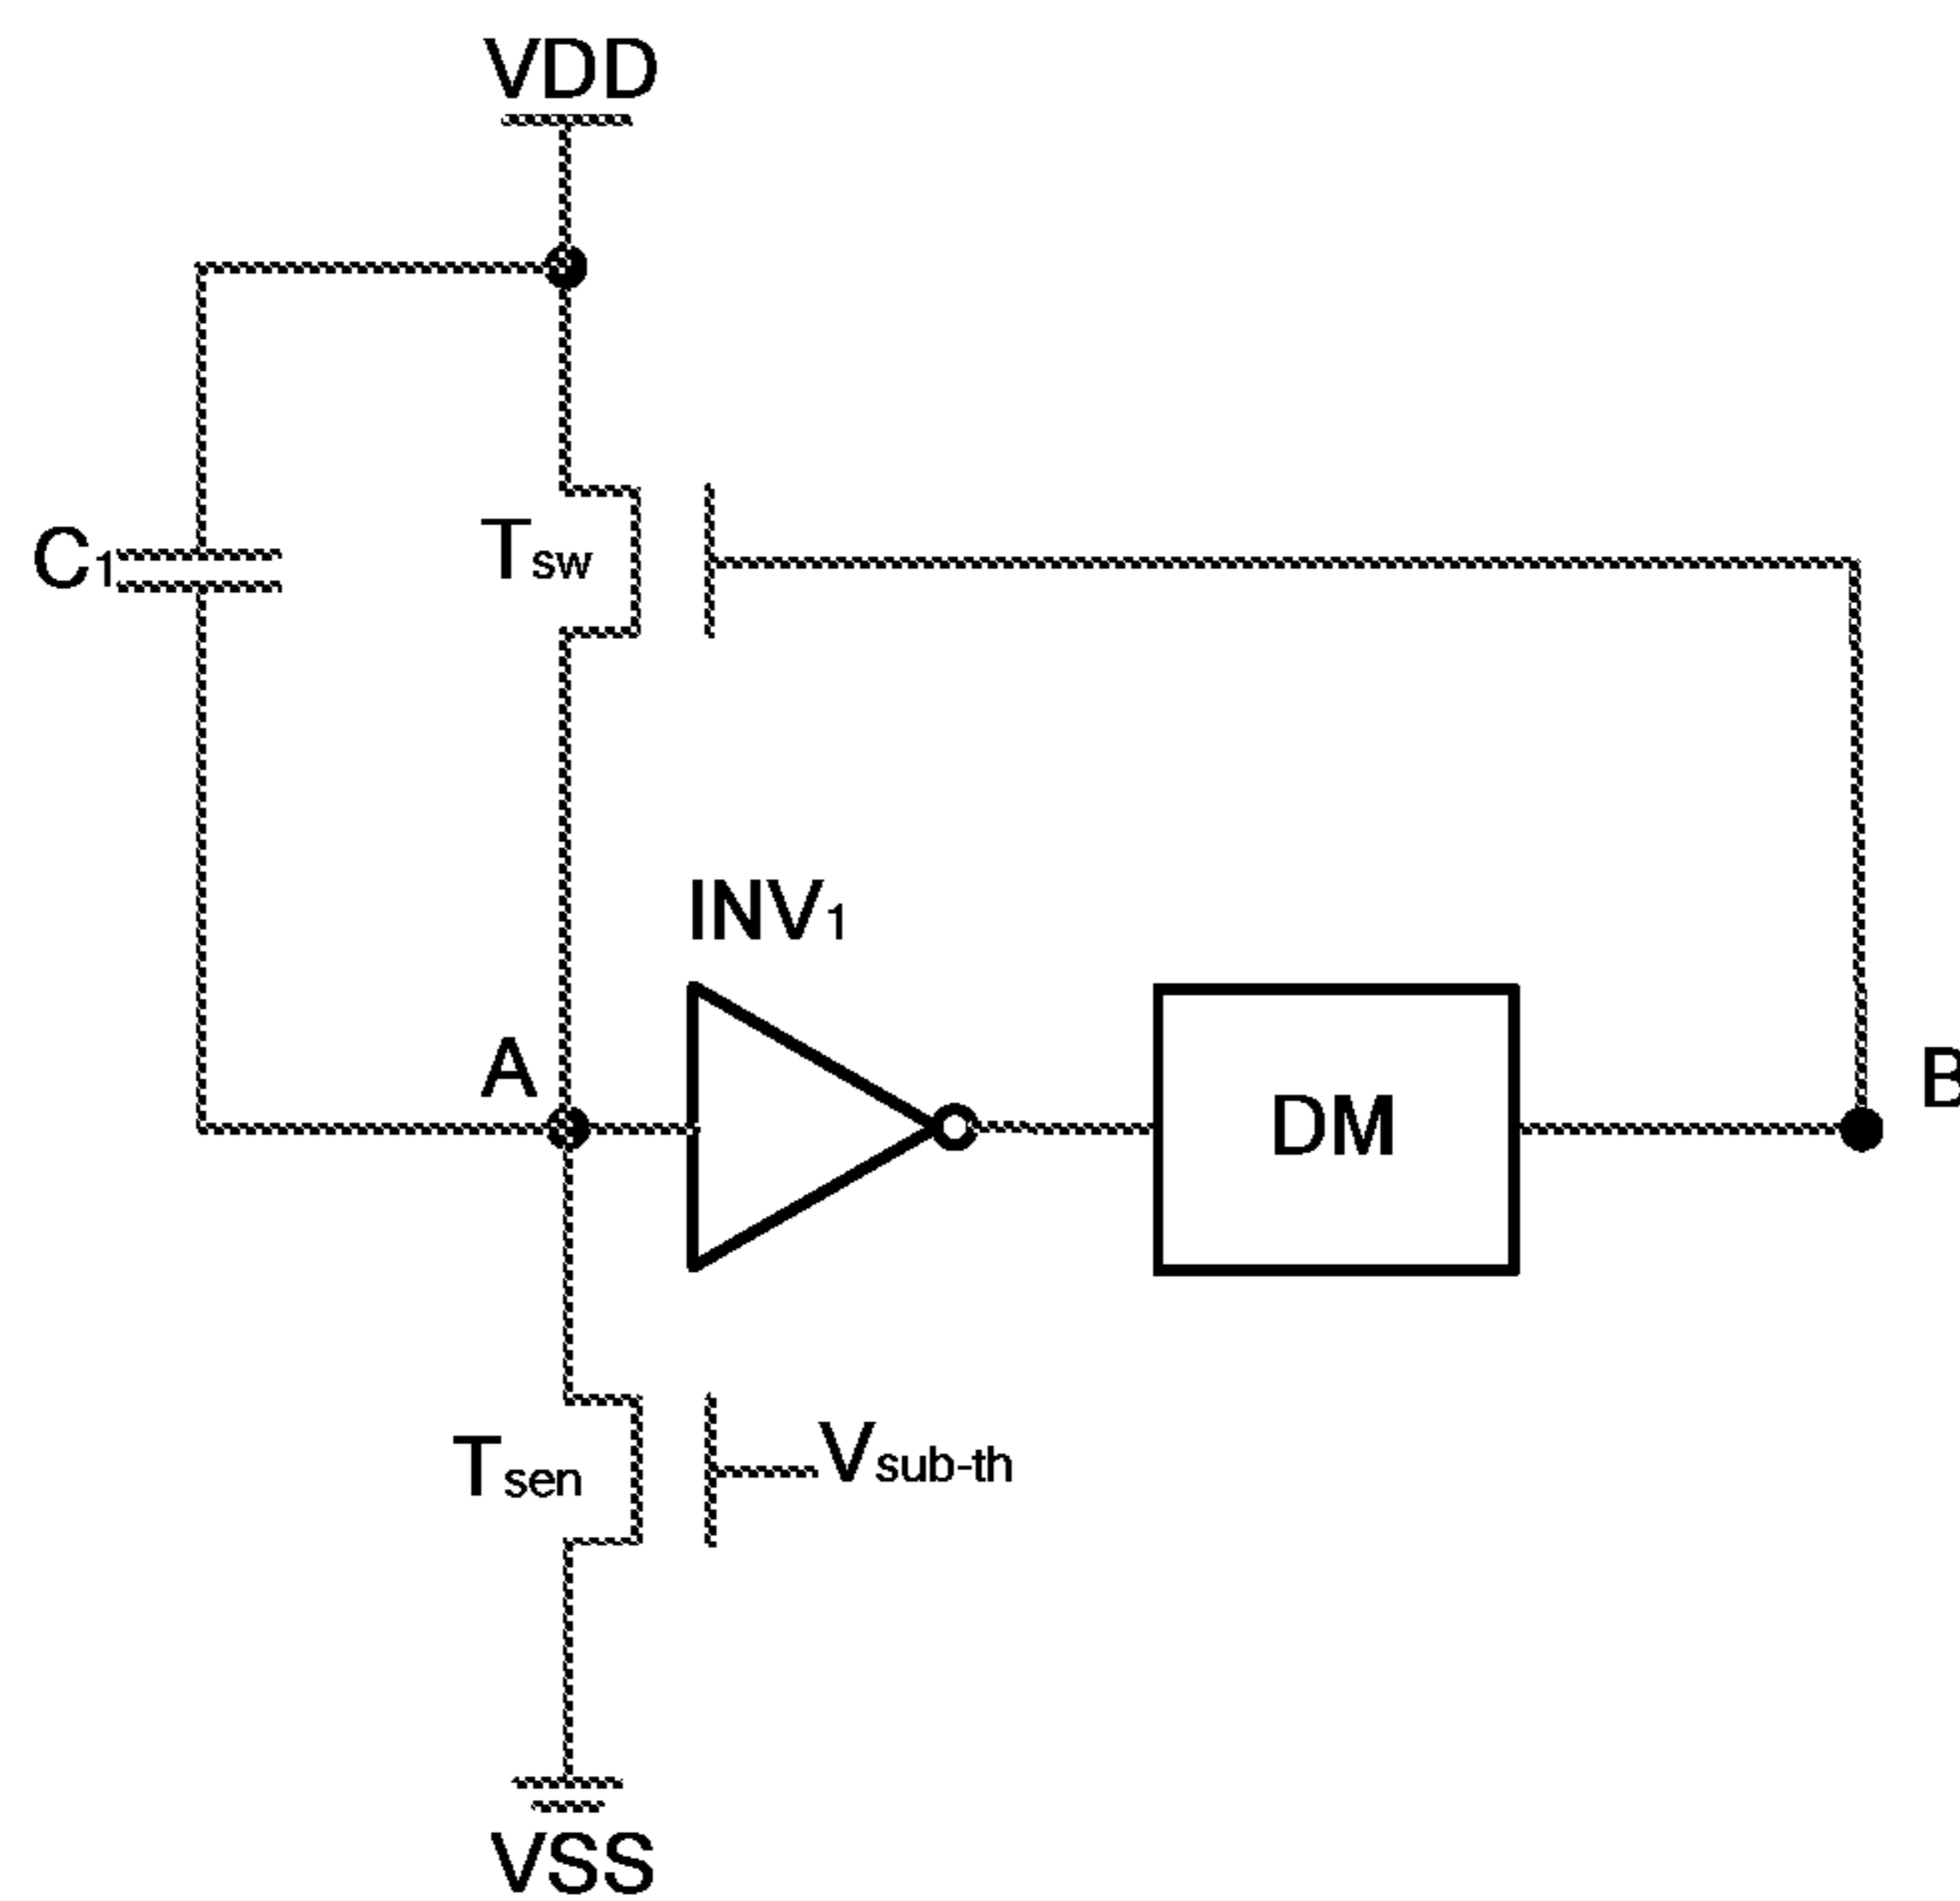 VDD
C1
Tsw
INV1
A
DM
B
Tsen
Vsub-th
VSS